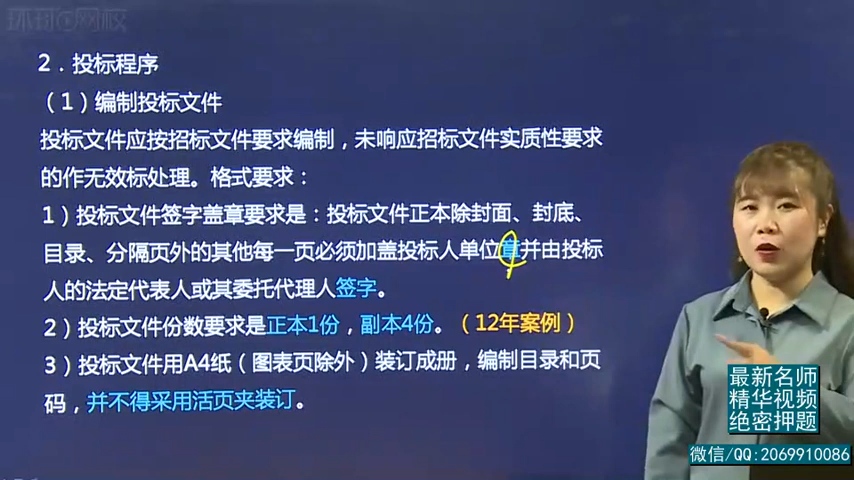 环球网校
2．投标程序
（1）编制投标文件
投标文件应按招标文件要求编制，未响应招标文件实质性要求
的作无效标处理。格式要求：
1）投标文件签字盖章要求是：投标文件正本除封面、封底、
目录、分隔页外的其他每一页必须加盖投标人单位章并由投标
人的法定代表人或其委托代理人签字。
2）投标文件份数要求是正本1份，副本4份。（12年案例）
3）投标文件用A4纸（图表页除外）装订成册，编制目录和页
码，并不得采用活页夹装订。
最新名师
精华视频
绝密押题
微信/QQ:2069910086